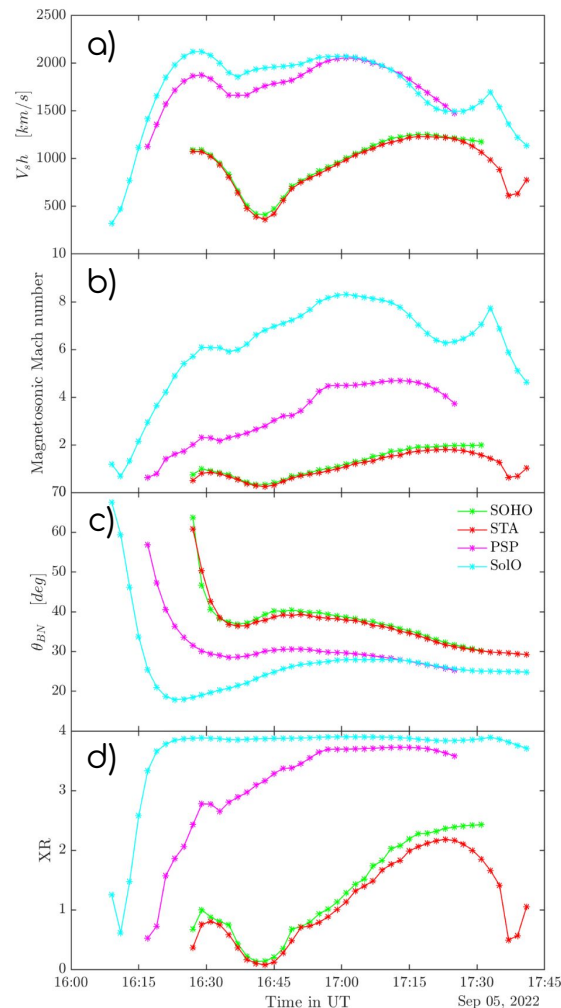 a)
2500
2000
1500
1000
500
10
V_sh [km/s]
b)
8
6
4
2
70
Magnetosonic Mach number
c)
60
50
40
30
20
4
θBN [deg]
SOHO
STA
PSP
SolO
d)
3
2
1
0
XR
16:00 16:15 16:30 16:45 17:00 17:15 17:30 17:45
Time in UT
Sep 05, 2022